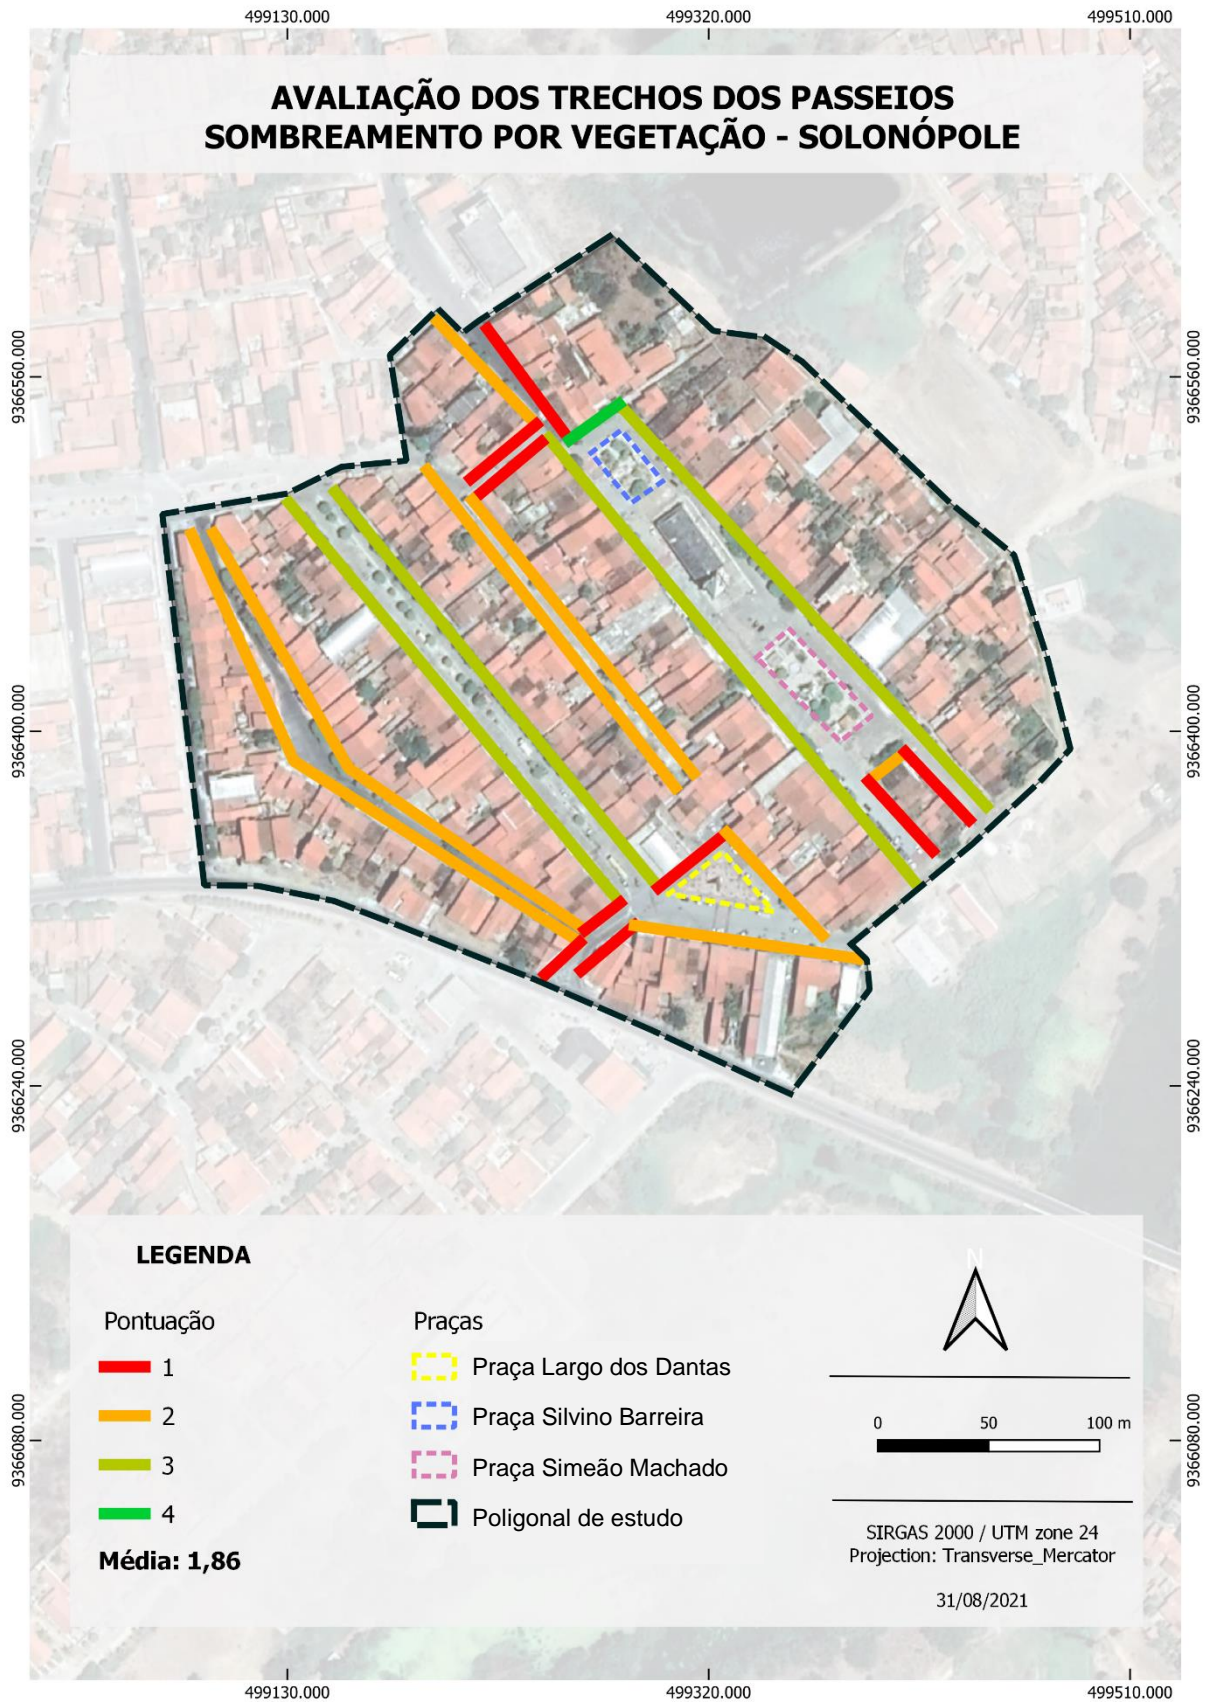 499130.000 499320.000 499510.000
AVALIAÇÃO DOS TRECHOS DOS PASSEIOS
SOMBREAMENTO POR VEGETAÇÃO - SOLONÓPOLE
9366560.000 9366560.000
9366400.000 9366400.000
9366240.000 9366240.000
9366080.000 9366080.000
LEGENDA
Pontuação
1
2
3
4
Média: 1,86
Praças
Praça Largo dos Dantas
Praça Silvino Barreira
Praça Simeão Machado
Poligonal de estudo
N
0 50 100 m
SIRGAS 2000 / UTM zone 24
Projection: Transverse_Mercator
31/08/2021
499130.000 499320.000 499510.000